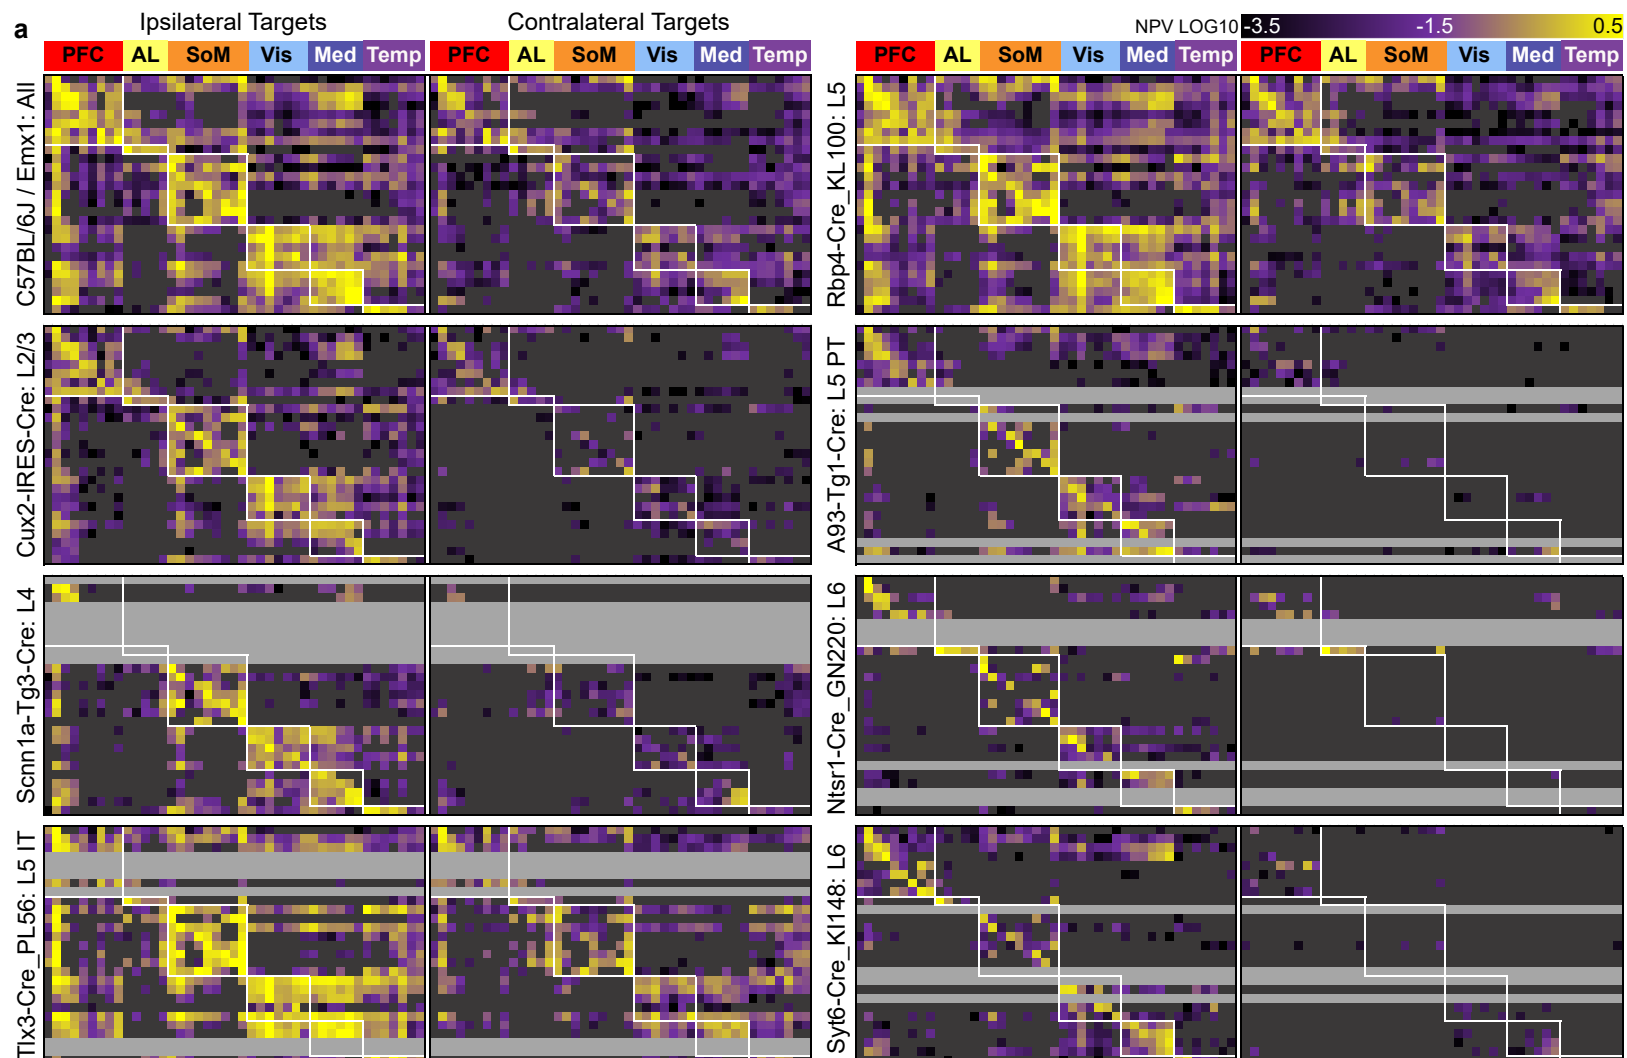 a
Ipsilateral Targets
Contralateral Targets
NPV LOG10 -3.5 -1.5 0.5
PFC AL SoM Vis Med Temp
PFC AL SoM Vis Med Temp
PFC AL SoM Vis Med Temp
PFC AL SoM Vis Med Temp
C57BL/6J / Emx1: All
Rbp4-Cre_KL100: L5
Cux2-IRES-Cre: L2/3
A93-Tg1-Cre: L5 PT
Scnn1a-Tg3-Cre: L4
Ntsr1-Cre_GN220: L6
Tlx3-Cre_PL56: L5 IT
Syt6-Cre_KI148: L6